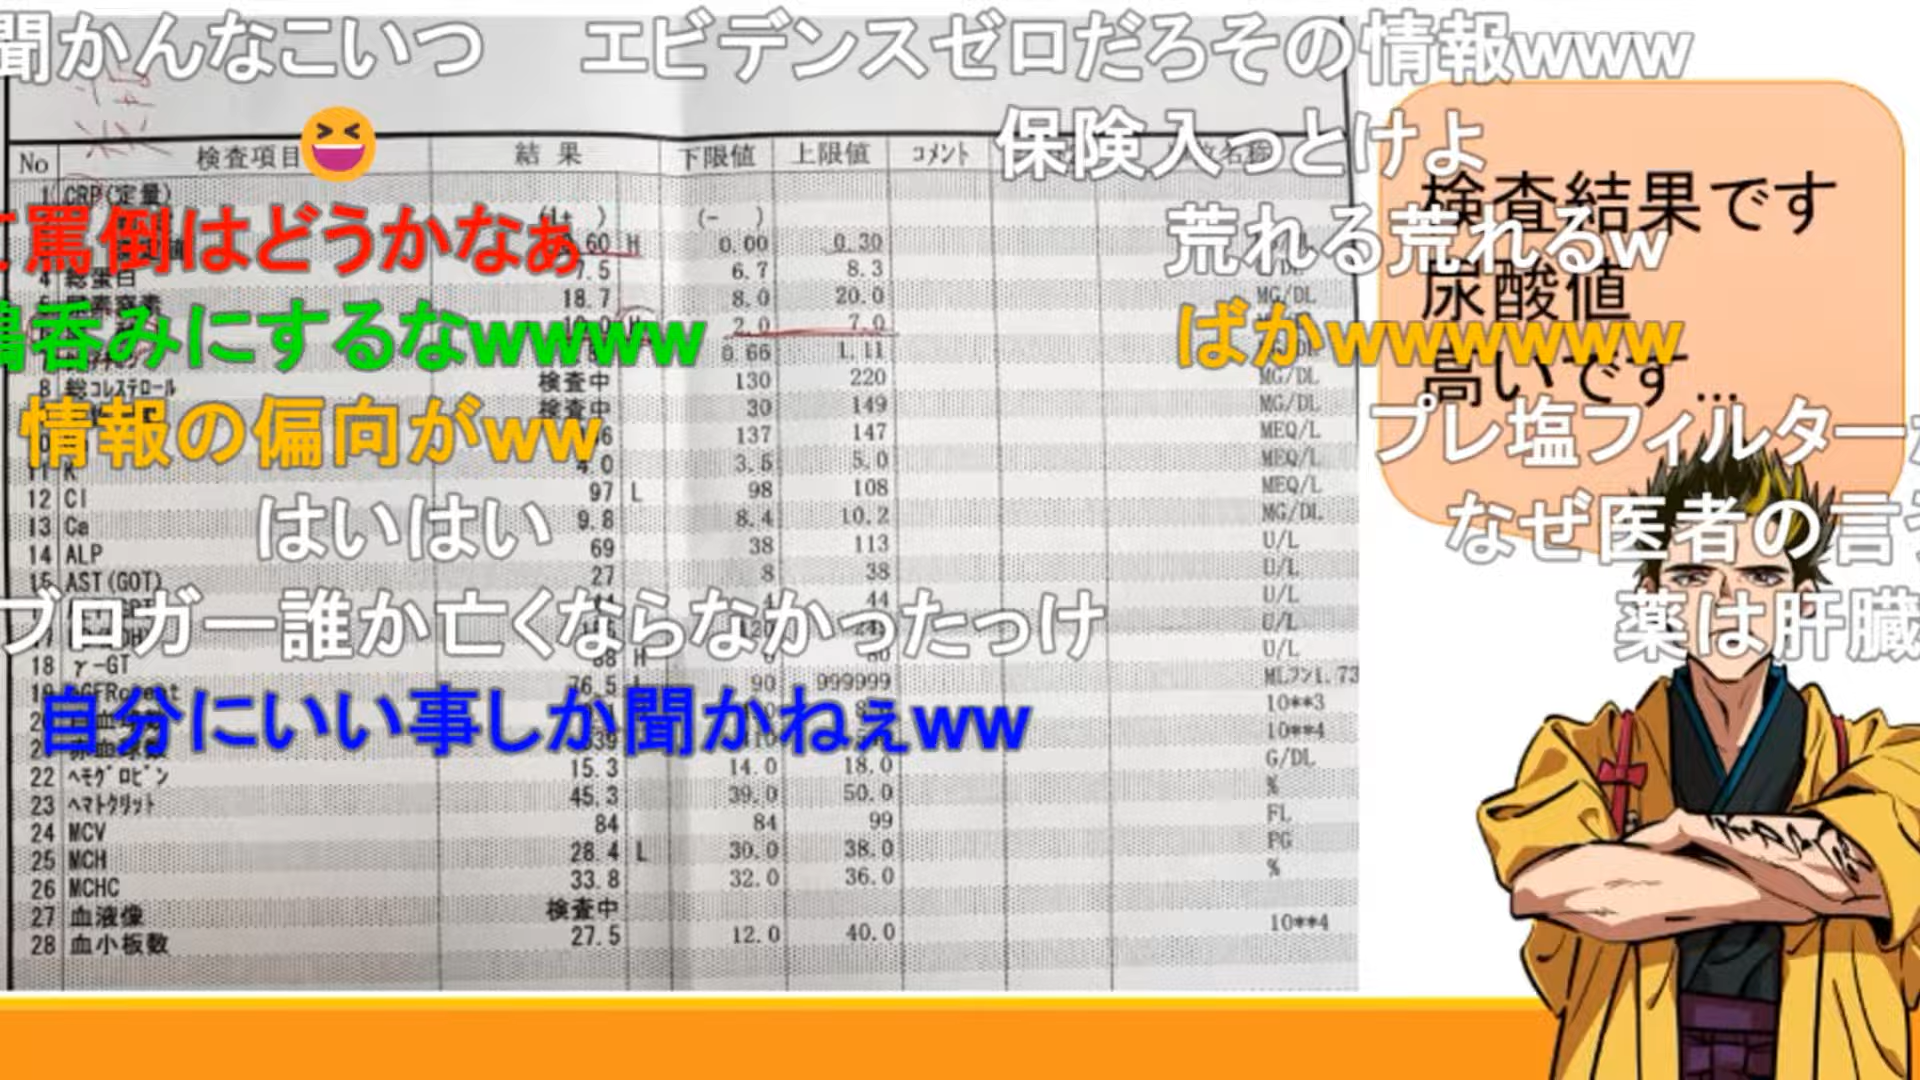 聞かんなこいつ エビデンスゼロだろその情報www
保険入っとけよ
No 検査項目 結果 下限値 上限値 コメント
1 CRP(定量)
(1+ ) (- )
罵倒はどうかなぁ 荒れる荒れるw
60 H 0.00 0.30
4 総蛋白 7.5 6.7 8.3
18.7 8.0 20.0 MG/DL
2.0 7.0
呑みにするなwwww ばかwwwwww
0.66 1.11
8 総コレステロール 検査中 130 220 MG/DL
検査中 30 149 MG/DL
情報の偏向がww
137 147 MEQ/L
11 K 4.0 3.5 5.0 MEQ/L
12 Cl 97 L 98 108 MEQ/L
13 Ca 9.8 8.4 10.2 MG/DL
はいはい
14 ALP 69 38 113 U/L
15 AST(GOT) 27 8 38 U/L
44 U/L
ブロガー誰か亡くならなかったっけ
U/L
18 γ-GT 88 H 80 U/L
76.5 L 90 999999
自分にいい事しか聞かねぇww
10**3
10**4
22 ヘモグロビン 15.3 14.0 18.0 G/DL
23 ヘマトクリット 45.3 39.0 50.0 %
24 MCV 84 84 99 FL
25 MCH 28.4 L 30.0 38.0 PG
26 MCHC 33.8 32.0 36.0 %
27 血液像 検査中
28 血小板数 27.5 12.0 40.0 10**4
検査結果です
尿酸値
高いです…
プレ塩フィルター
なぜ医者の言
薬は肝臓